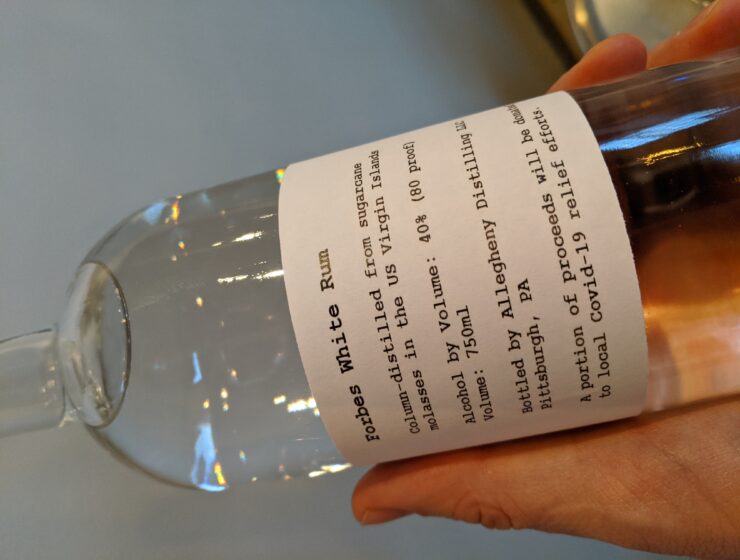 Forbes White Rum
Column-distilled from sugarcane
molasses in the US Virgin Islands
Alcohol by Volume: 40% (80 proof)
Volume: 750ml
Bottled by Allegheny Distilling LLC
Pittsburgh, PA
A portion of proceeds will be
to local Covid-19 relief efforts.